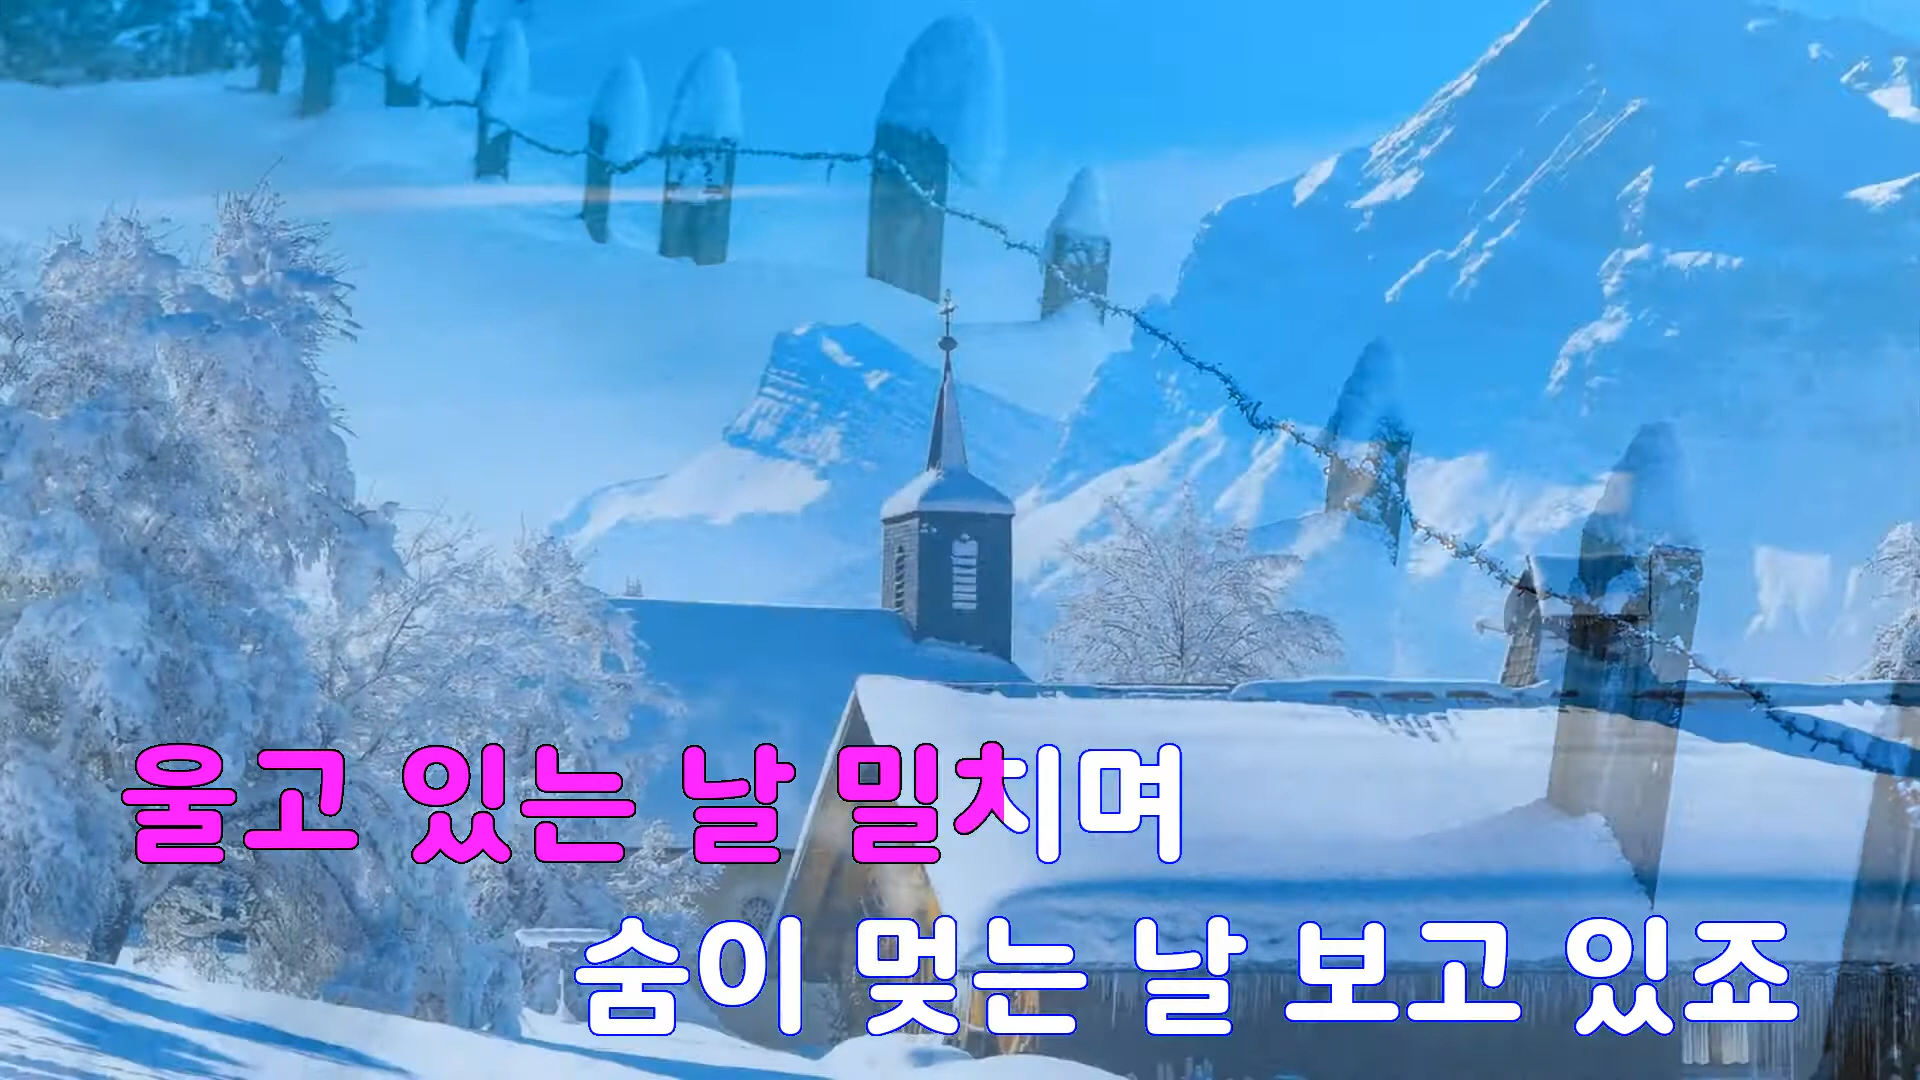 울고 있는 날 밀치며
숨이 멎는 날 보고 있죠